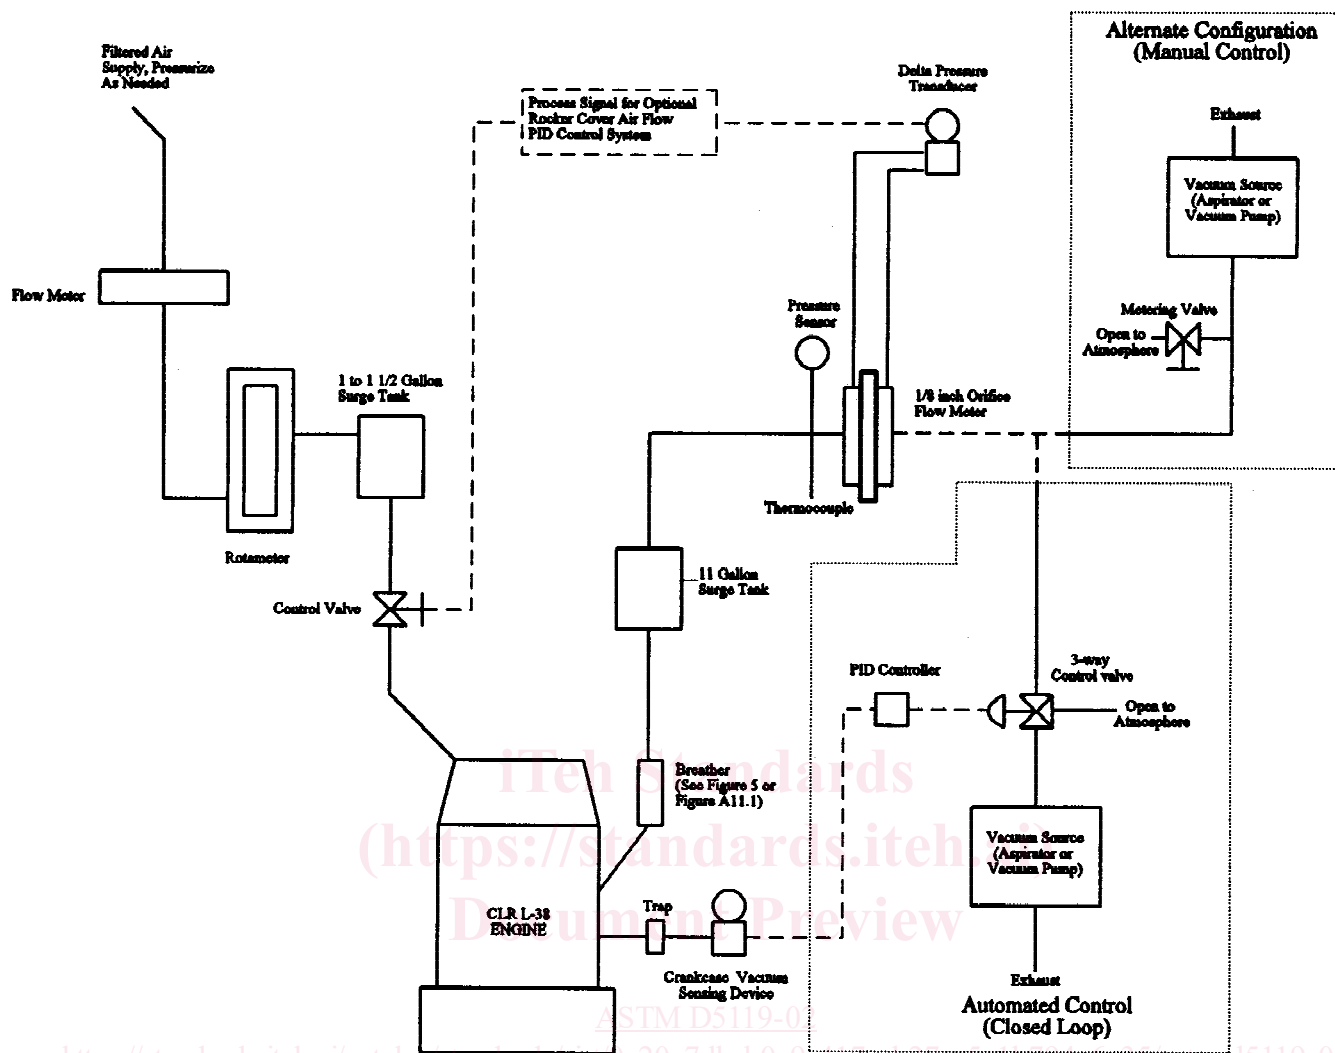 Alternate Configuration
(Manual Control)
Filtered Air
Supply, Pressurize
As Needed
Delta Pressure
Transducer
Process Signal for Optional
Rocker Cover Air Flow
PID Control System
Exhaust
Vacuum Source
(Aspirator or
Vacuum Pump)
Flow Meter
Pressure
Sensor
Metering Valve
Open to
Atmosphere
1 to 1 1/2 Gallon
Surge Tank
1/8 inch Orifice
Flow Meter
Thermocouple
Rotameter
11 Gallon
Surge Tank
Control Valve
PID Controller
3-way
Control valve
Open to
Atmosphere
iTeh Standards
Breather
(See Figure 5 or
Figure A11.1)
(https://standards.iteh.ai)
Vacuum Source
(Aspirator or
Vacuum Pump)
CLR L-38
ENGINE
Trap
Document Preview
Crankcase Vacuum
Sensing Device
Exhaust
Automated Control
(Closed Loop)
ASTM D5119-02